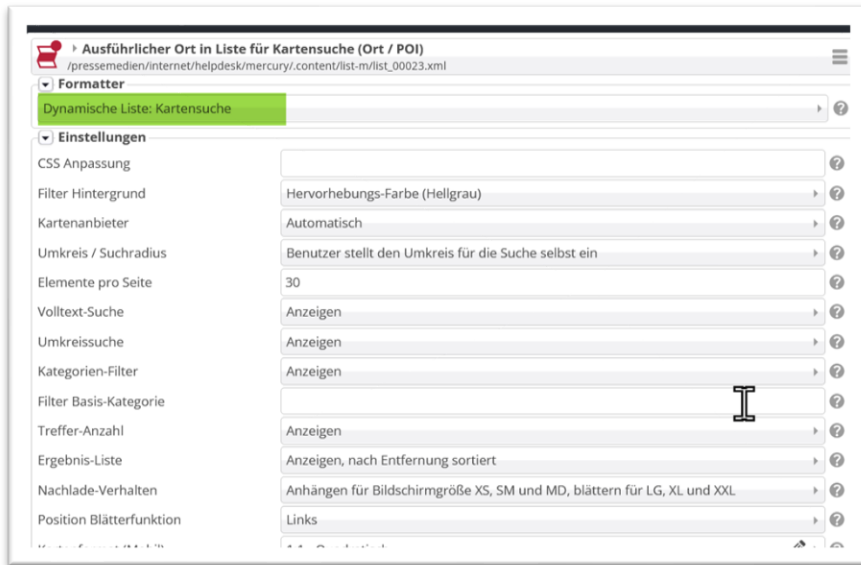 Ausführlicher Ort in Liste für Kartensuche (Ort / POI)
/pressemedien/internet/helpdesk/mercury/.content/list-m/list_00023.xml
Formatter
Dynamische Liste: Kartensuche
Einstellungen
CSS Anpassung
Filter Hintergrund Hervorhebungs-Farbe (Hellgrau)
Kartenanbieter Automatisch
Umkreis / Suchradius Benutzer stellt den Umkreis für die Suche selbst ein
Elemente pro Seite 30
Volltext-Suche Anzeigen
Umkreissuche Anzeigen
Kategorien-Filter Anzeigen
Filter Basis-Kategorie
Treffer-Anzahl Anzeigen
Ergebnis-Liste Anzeigen, nach Entfernung sortiert
Nachlade-Verhalten Anhängen für Bildschirmgröße XS, SM und MD, blättern für LG, XL und XXL
Position Blätterfunktion Links